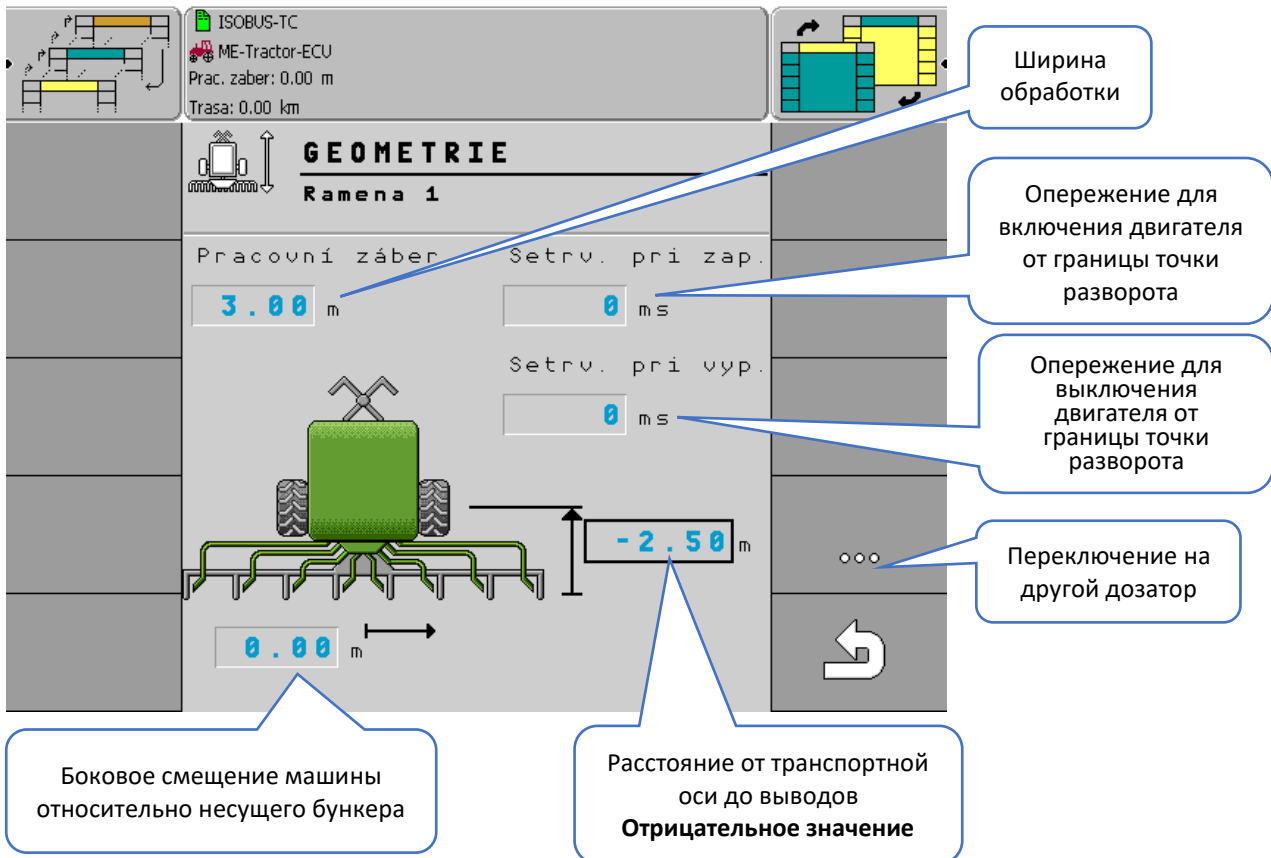 ISOBUS-TC
ME-Tractor-ECU
Prac. zaber: 0.00 m
Trasa: 0.00 km
GEOMETRIE
Ramena 1
Pracovní záber
3.00 m
Setrv. pri zap.
0 ms
Setrv. pri vyp.
0 ms
-2.50 m
0.00 m
Ширина
обработки
Опережение для
включения двигателя
от границы точки
разворота
Опережение для
выключения
двигателя от
границы точки
разворота
Переключение на
другой дозатор
Боковое смещение машины
относительно несущего бункера
Расстояние от транспортной
оси до выводов
Отрицательное значение